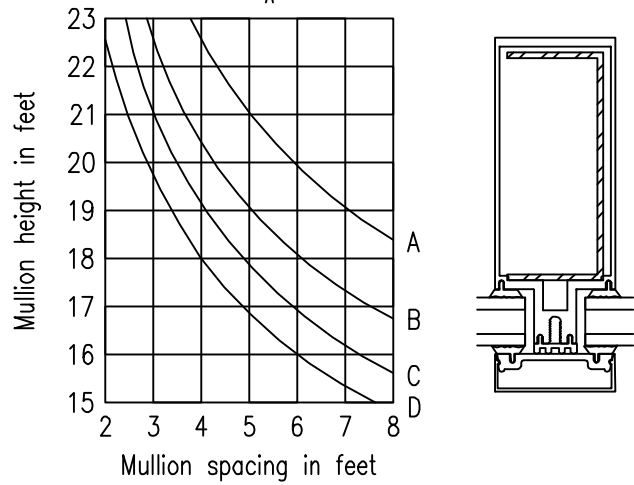 A
23
22
21
20
19
18
17
16
15
Mullion height in feet
A
B
C
D
2 3 4 5 6 7 8
Mullion spacing in feet